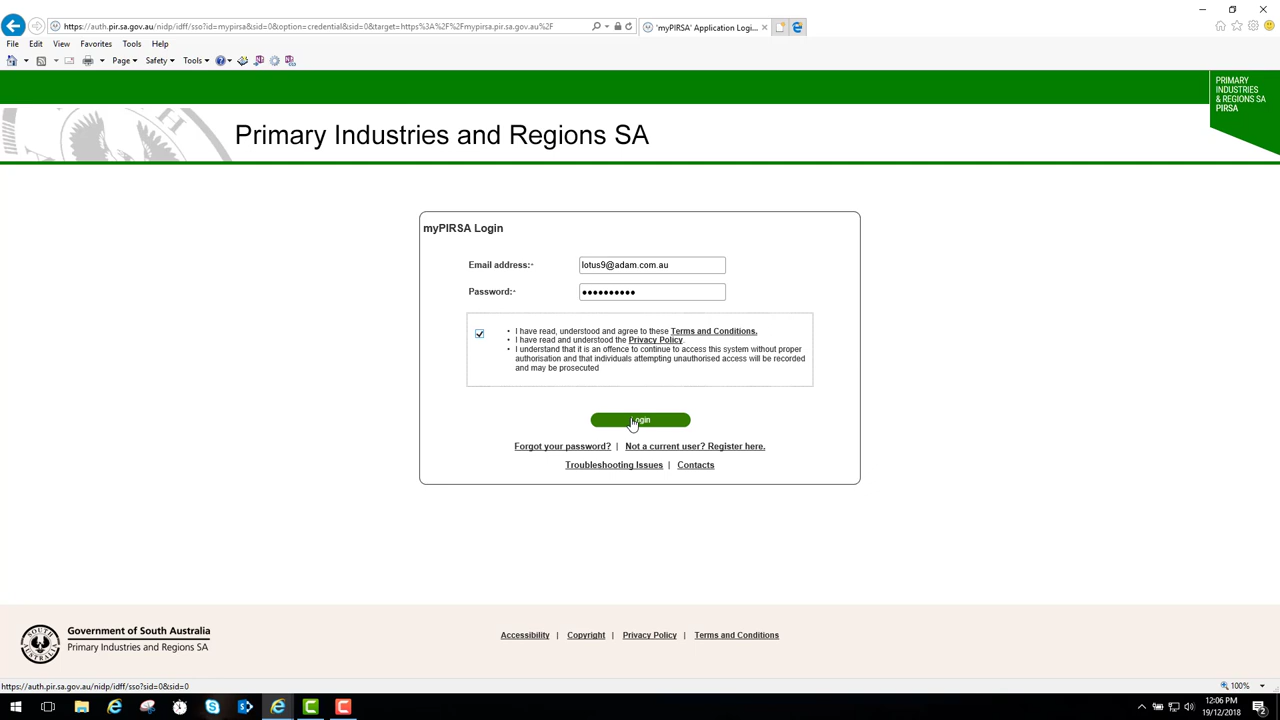 https://auth.pir.sa.gov.au/nidp/idff/sso?id=mypirsa&sid=0&option=credential&sid=0&target=https%3A%2F%2Fmypirsa.pir.sa.gov.au%2F
'myPIRSA' Application Logi...
File Edit View Favorites Tools Help
Page Safety Tools
PRIMARY
INDUSTRIES
& REGIONS SA
PIRSA
Primary Industries and Regions SA
myPIRSA Login
Email address:* lotus9@adam.com.au
Password:* ••••••••••
• I have read, understood and agree to these Terms and Conditions.
• I have read and understood the Privacy Policy.
• I understand that it is an offence to continue to access this system without proper
authorisation and that individuals attempting unauthorised access will be recorded
and may be prosecuted
Login
Forgot your password? | Not a current user? Register here.
Troubleshooting Issues | Contacts
SOUTH AUSTRALIA
Government of South Australia
Primary Industries and Regions SA
Accessibility | Copyright | Privacy Policy | Terms and Conditions
https://auth.pir.sa.gov.au/nidp/idff/sso?sid=0&sid=0
100%
12:06 PM
19/12/2018
2